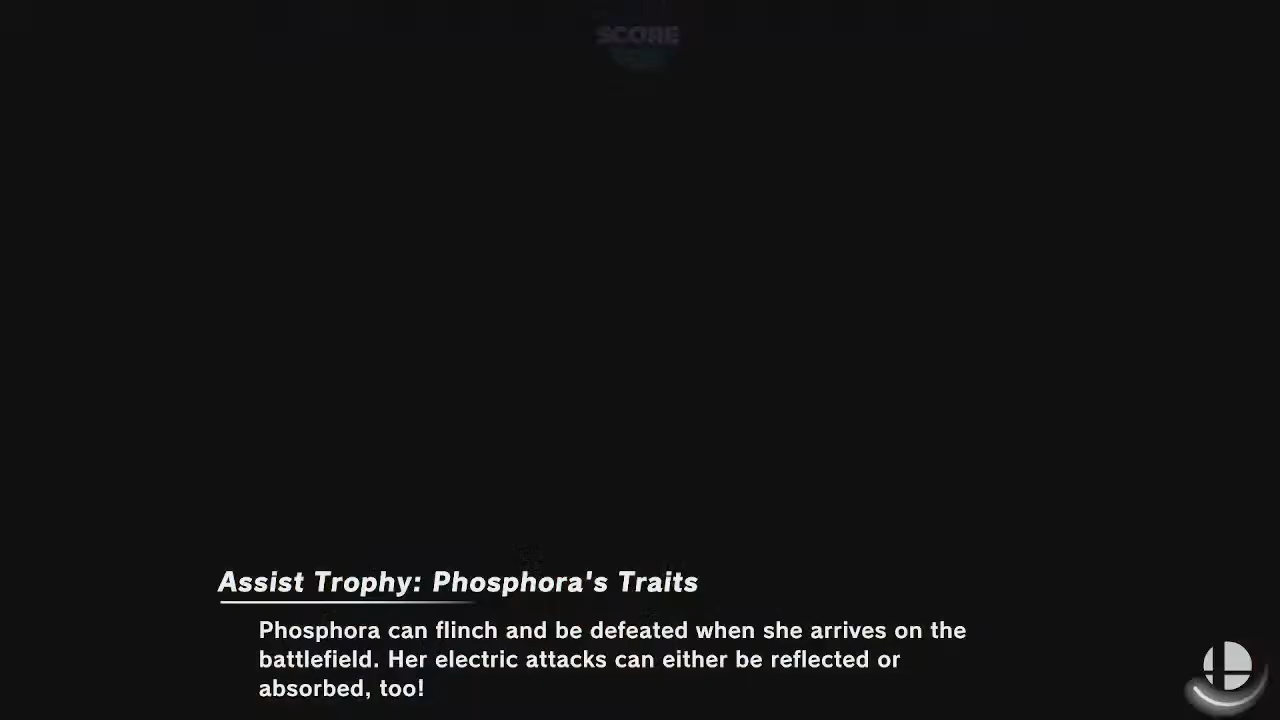 SCORE
Assist Trophy: Phosphora's Traits
Phosphora can flinch and be defeated when she arrives on the
battlefield. Her electric attacks can either be reflected or
absorbed, too!